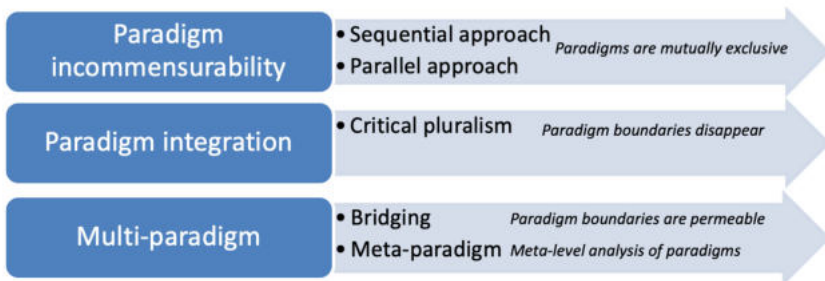 Paradigm
incommensurability
• Sequential approach
Paradigms are mutually exclusive
• Parallel approach
Paradigm integration
• Critical pluralism
Paradigm boundaries disappear
Multi-paradigm
• Bridging
Paradigm boundaries are permeable
• Meta-paradigm
Meta-level analysis of paradigms